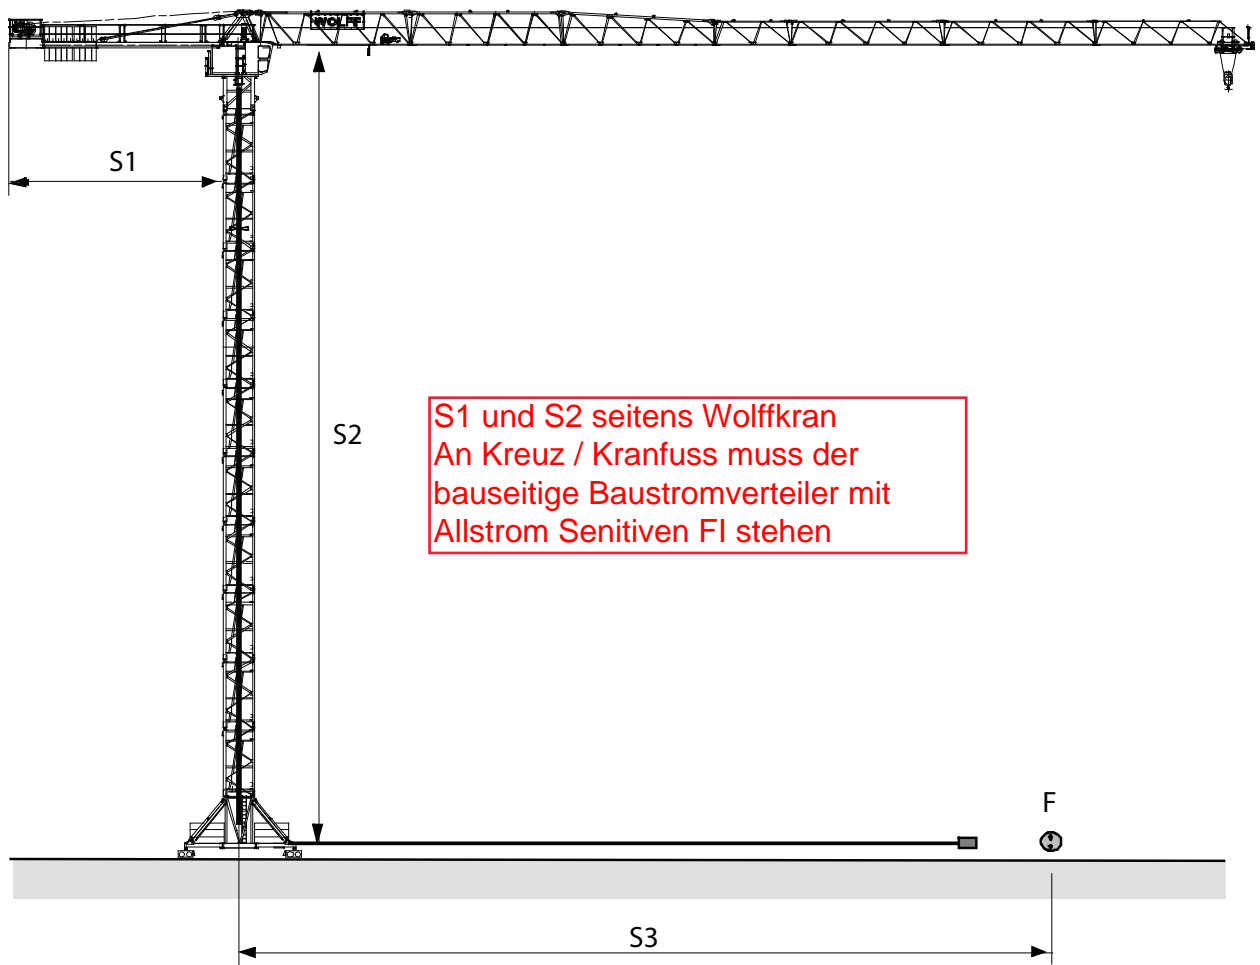 WOLFF
S1
S2
S1 und S2 seitens Wolffkran
An Kreuz / Kranfuss muss der
bauseitige Baustromverteiler mit
Allstrom Senitiven FI stehen
F
S3